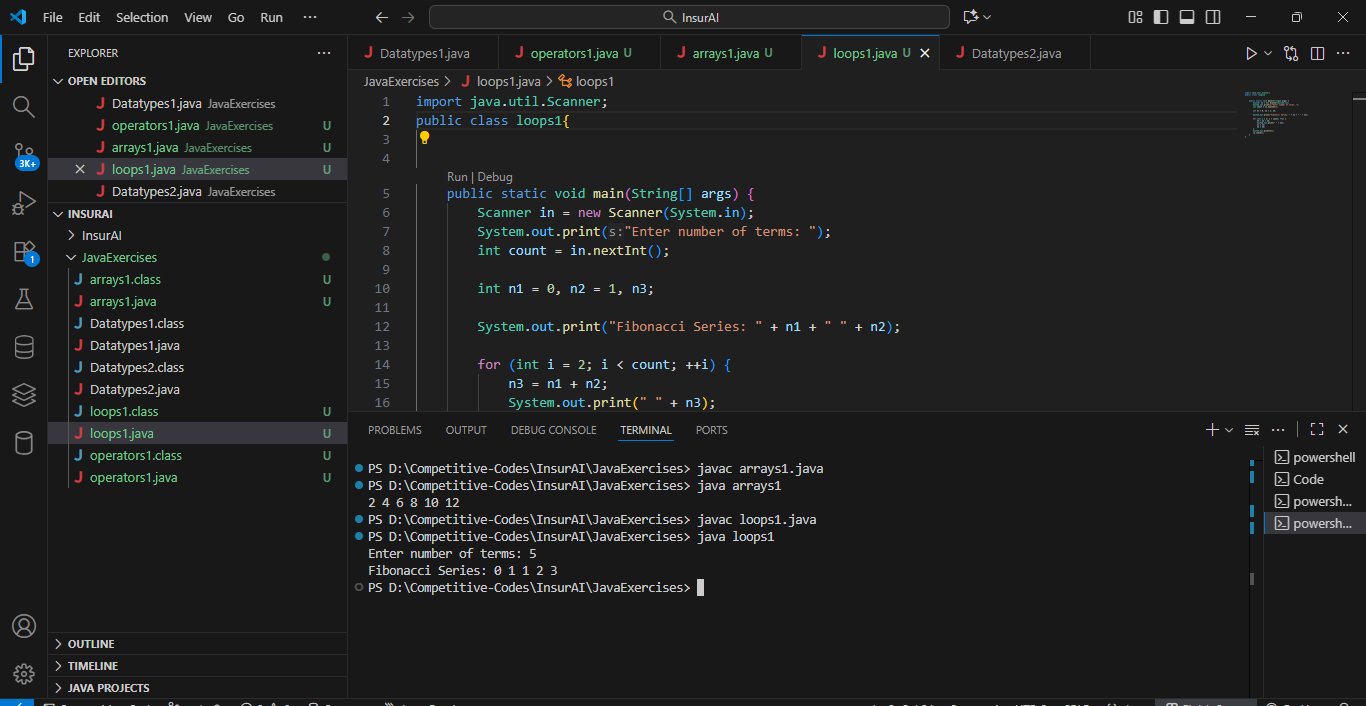 File Edit Selection View Go Run ··· InsurAI
EXPLORER ···
OPEN EDITORS
Datatypes1.java JavaExercises
operators1.java JavaExercises U
arrays1.java JavaExercises U
loops1.java JavaExercises U
Datatypes2.java JavaExercises
INSURAI
InsurAI
JavaExercises
arrays1.class U
arrays1.java U
Datatypes1.class
Datatypes1.java
Datatypes2.class
Datatypes2.java
loops1.class U
loops1.java U
operators1.class U
operators1.java U
OUTLINE
TIMELINE
JAVA PROJECTS
3K+
1
Datatypes1.java operators1.java U arrays1.java U loops1.java U Datatypes2.java
JavaExercises > loops1.java > loops1
1 import java.util.Scanner;
2 public class loops1{
3
4
Run | Debug
5 public static void main(String[] args) {
6 Scanner in = new Scanner(System.in);
7 System.out.print(s:"Enter number of terms: ");
8 int count = in.nextInt();
9
10 int n1 = 0, n2 = 1, n3;
11
12 System.out.print("Fibonacci Series: " + n1 + " " + n2);
13
14 for (int i = 2; i < count; ++i) {
15 n3 = n1 + n2;
16 System.out.print(" " + n3);
PROBLEMS OUTPUT DEBUG CONSOLE TERMINAL PORTS
PS D:\Competitive-Codes\InsurAI\JavaExercises> javac arrays1.java
PS D:\Competitive-Codes\InsurAI\JavaExercises> java arrays1
2 4 6 8 10 12
PS D:\Competitive-Codes\InsurAI\JavaExercises> javac loops1.java
PS D:\Competitive-Codes\InsurAI\JavaExercises> java loops1
Enter number of terms: 5
Fibonacci Series: 0 1 1 2 3
PS D:\Competitive-Codes\InsurAI\JavaExercises>
powershell
Code
powersh...
powersh...